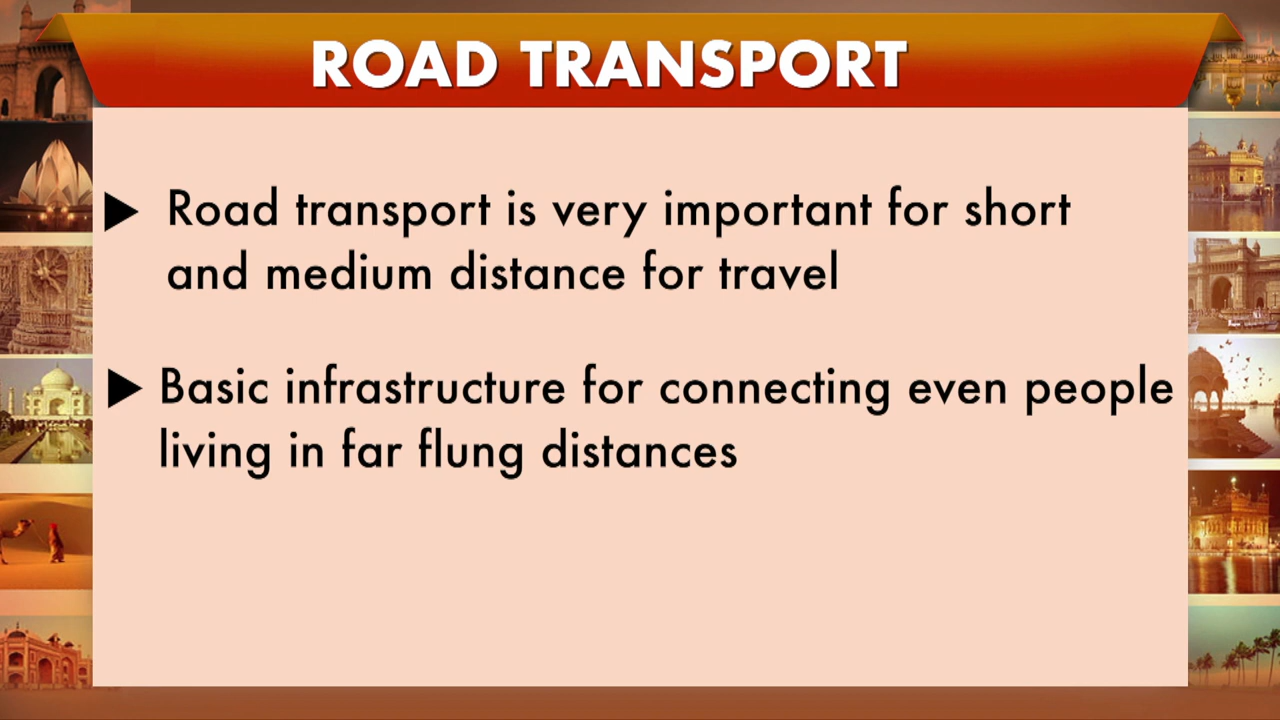 ROAD TRANSPORT
Road transport is very important for short
and medium distance for travel
Basic infrastructure for connecting even people
living in far flung distances